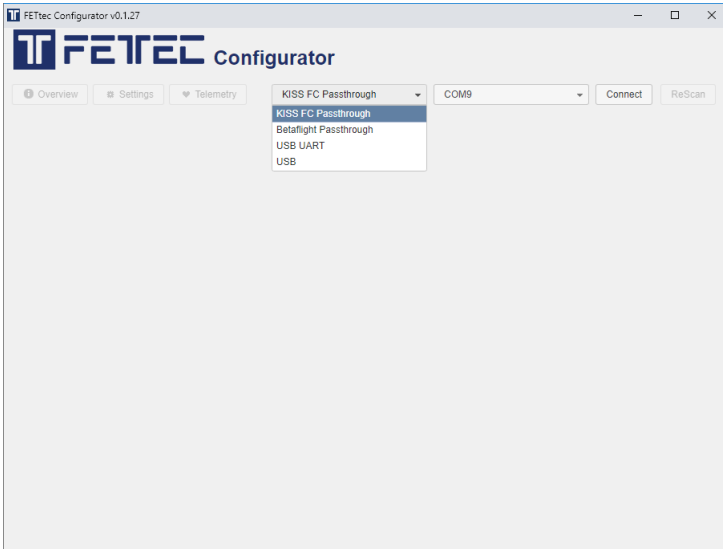 FETtec Configurator v0.1.27
FETTEC Configurator
Overview Settings Telemetry KISS FC Passthrough COM9 Connect ReScan
KISS FC Passthrough
Betaflight Passthrough
USB UART
USB